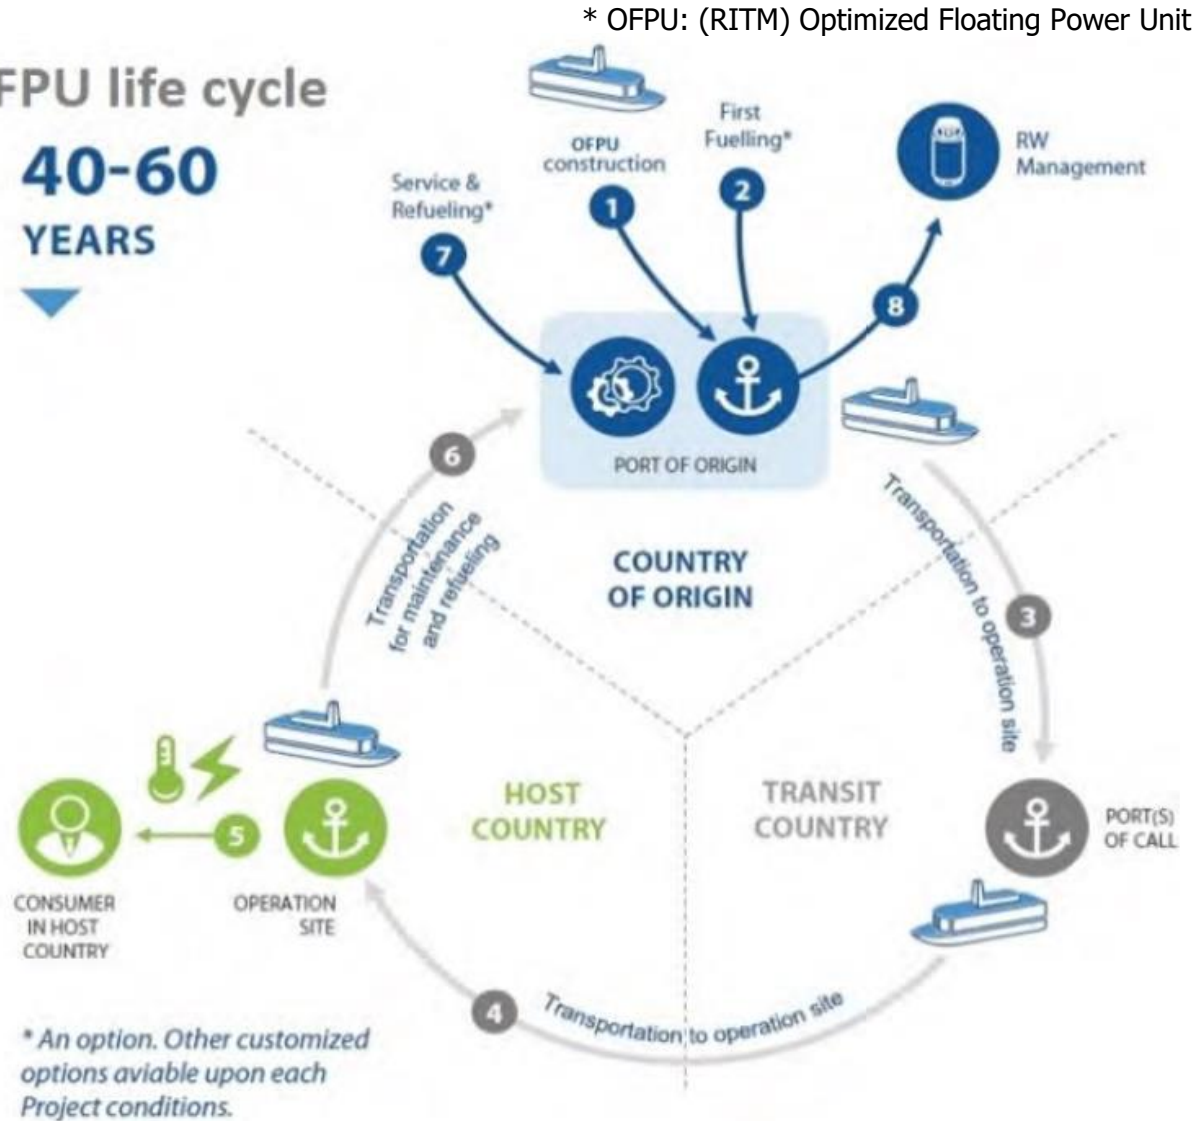 * OFPU: (RITM) Optimized Floating Power Unit
FPU life cycle
40-60
YEARS
OFPU
construction
1
First
Fuelling*
2
Service &
Refueling*
7
RW
Management
8
PORT OF ORIGIN
COUNTRY
OF ORIGIN
6
Transportation
for maintenance
and refueling
Transportation to operation site
3
HOST
COUNTRY
TRANSIT
COUNTRY
PORT(S)
OF CALL
5
CONSUMER
IN HOST
COUNTRY
OPERATION
SITE
4
Transportation to operation site
* An option. Other customized
options aviable upon each
Project conditions.